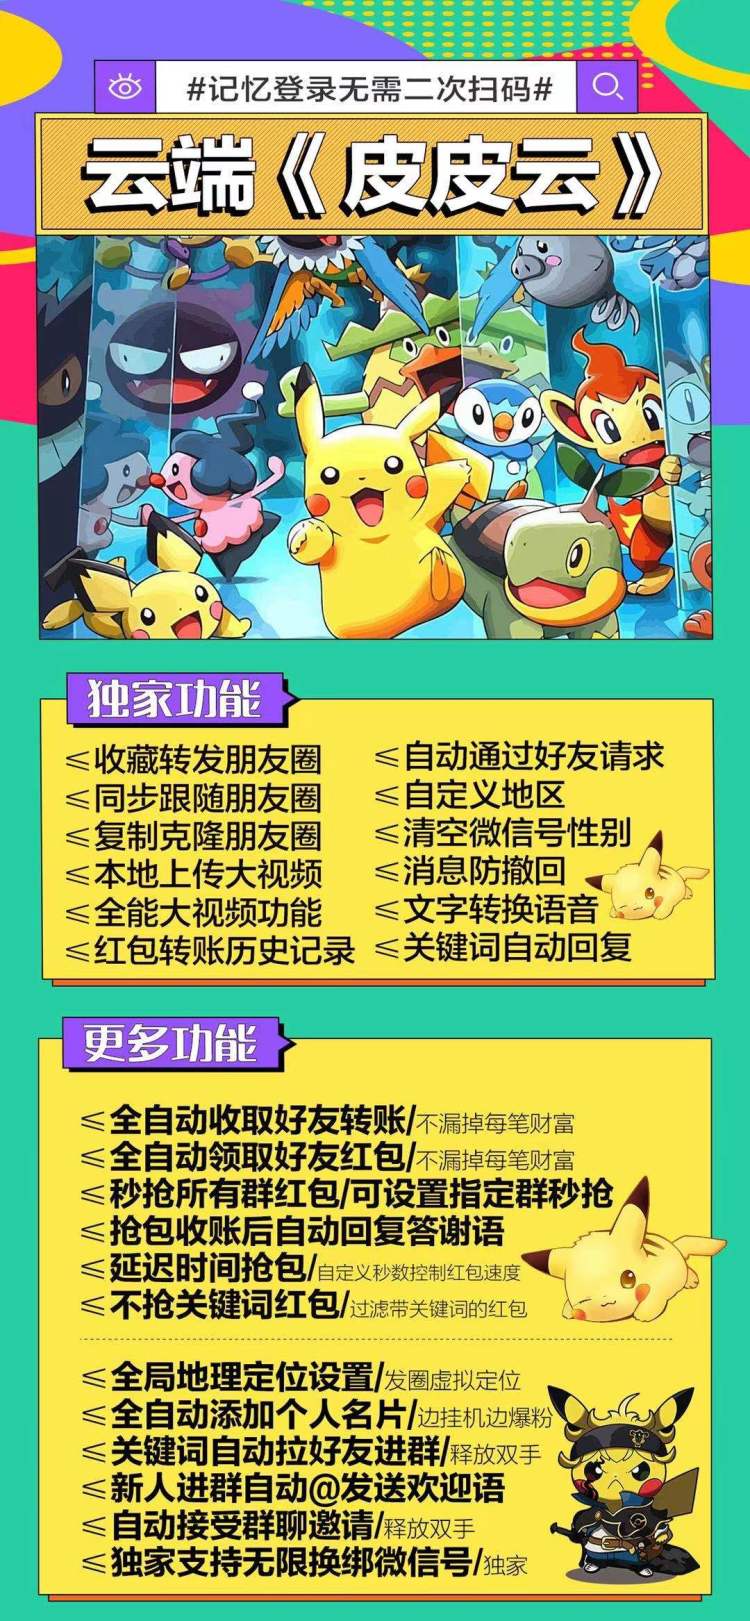 #记忆登录无需二次扫码#
云端《皮皮云》
独家功能
≤收藏转发朋友圈
≤同步跟随朋友圈
≤复制克隆朋友圈
≤本地上传大视频
≤全能大视频功能
≤红包转账历史记录
≤自动通过好友请求
≤自定义地区
≤清空微信号性别
≤消息防撤回
≤文字转换语音
≤关键词自动回复
更多功能
≤全自动收取好友转账/不漏掉每笔财富
≤全自动领取好友红包/不漏掉每笔财富
≤秒抢所有群红包/可设置指定群秒抢
≤抢包收账后自动回复答谢语
≤延迟时间抢包/自定义秒数控制红包速度
≤不抢关键词红包/过滤带关键词的红包
≤全局地理定位设置/发圈虚拟定位
≤全自动添加个人名片/边挂机边爆粉
≤关键词自动拉好友进群/释放双手
≤新人进群自动@发送欢迎语
≤自动接受群聊邀请/释放双手
≤独家支持无限换绑微信号/独家